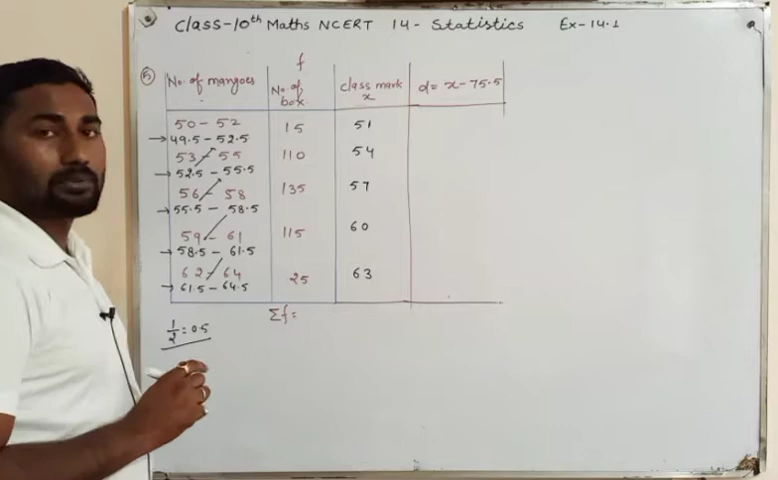 Class-10th Maths NCERT 14- Statistics Ex-14.1
5
f
No. of mangoes No. of box class mark x d = x - 75.5
50 - 52 15 51
→ 49.5 - 52.5
53 - 55 110 54
→ 52.5 - 55.5
56 - 58 135 57
→ 55.5 - 58.5
59 - 61 115 60
→ 58.5 - 61.5
62 - 64 25 63
→ 61.5 - 64.5
Σf =
1/2 = 0.5